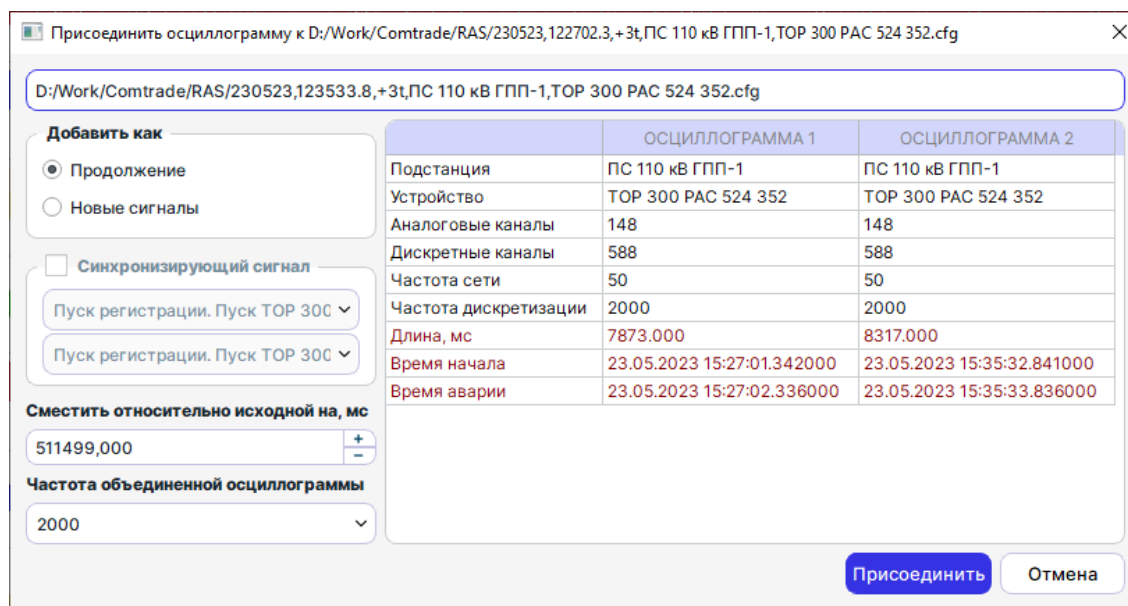 Присоединить осциллограмму к D:/Work/Comtrade/RAS/230523,122702.3,+3t,ПС 110 кВ ГПП-1,ТОР 300 РАС 524 352.cfg
D:/Work/Comtrade/RAS/230523,123533.8,+3t,ПС 110 кВ ГПП-1,ТОР 300 РАС 524 352.cfg
Добавить как
Продолжение
Новые сигналы
Синхронизирующий сигнал
Пуск регистрации. Пуск ТОР 300
Пуск регистрации. Пуск ТОР 300
Сместить относительно исходной на, мс
511499,000
+
−
Частота объединенной осциллограммы
2000
ОСЦИЛЛОГРАММА 1 ОСЦИЛЛОГРАММА 2
Подстанция ПС 110 кВ ГПП-1 ПС 110 кВ ГПП-1
Устройство ТОР 300 РАС 524 352 ТОР 300 РАС 524 352
Аналоговые каналы 148 148
Дискретные каналы 588 588
Частота сети 50 50
Частота дискретизации 2000 2000
Длина, мс 7873.000 8317.000
Время начала 23.05.2023 15:27:01.342000 23.05.2023 15:35:32.841000
Время аварии 23.05.2023 15:27:02.336000 23.05.2023 15:35:33.836000
Присоединить Отмена